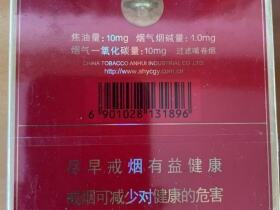 焦油量：10mg 烟气烟碱量：1.0mg
烟气一氧化碳量：10mg 过滤嘴卷烟
CHINA TOBACCO ANHUI INDUSTRIAL CO.,LTD
http://www.ahycgy.com.cn
6 901028 131896
尽早戒烟有益健康
戒烟可减少对健康的危害